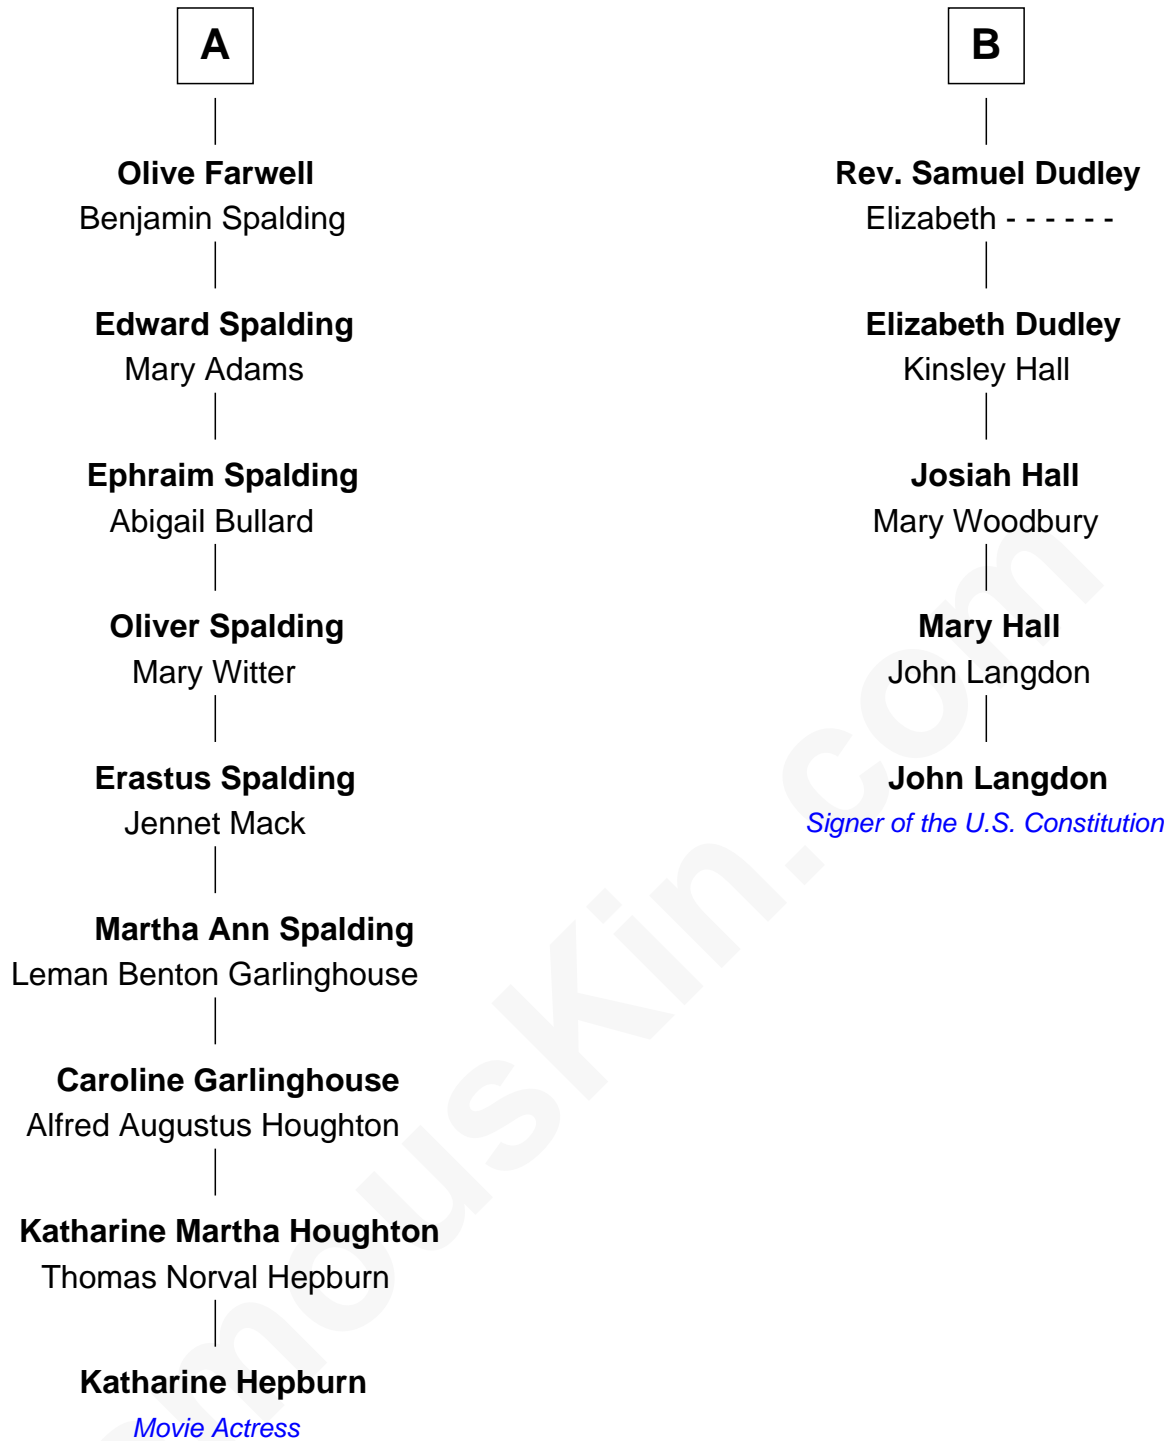 A
Olive Farwell
Benjamin Spalding
Edward Spalding
Mary Adams
Ephraim Spalding
Abigail Bullard
Oliver Spalding
Mary Witter
Erastus Spalding
Jennet Mack
Martha Ann Spalding
Leman Benton Garlinghouse
Caroline Garlinghouse
Alfred Augustus Houghton
Katharine Martha Houghton
Thomas Norval Hepburn
Katharine Hepburn
Movie Actress
B
Rev. Samuel Dudley
Elizabeth - - - - - -
Elizabeth Dudley
Kinsley Hall
Josiah Hall
Mary Woodbury
Mary Hall
John Langdon
John Langdon
Signer of the U.S. Constitution
mouskin.com